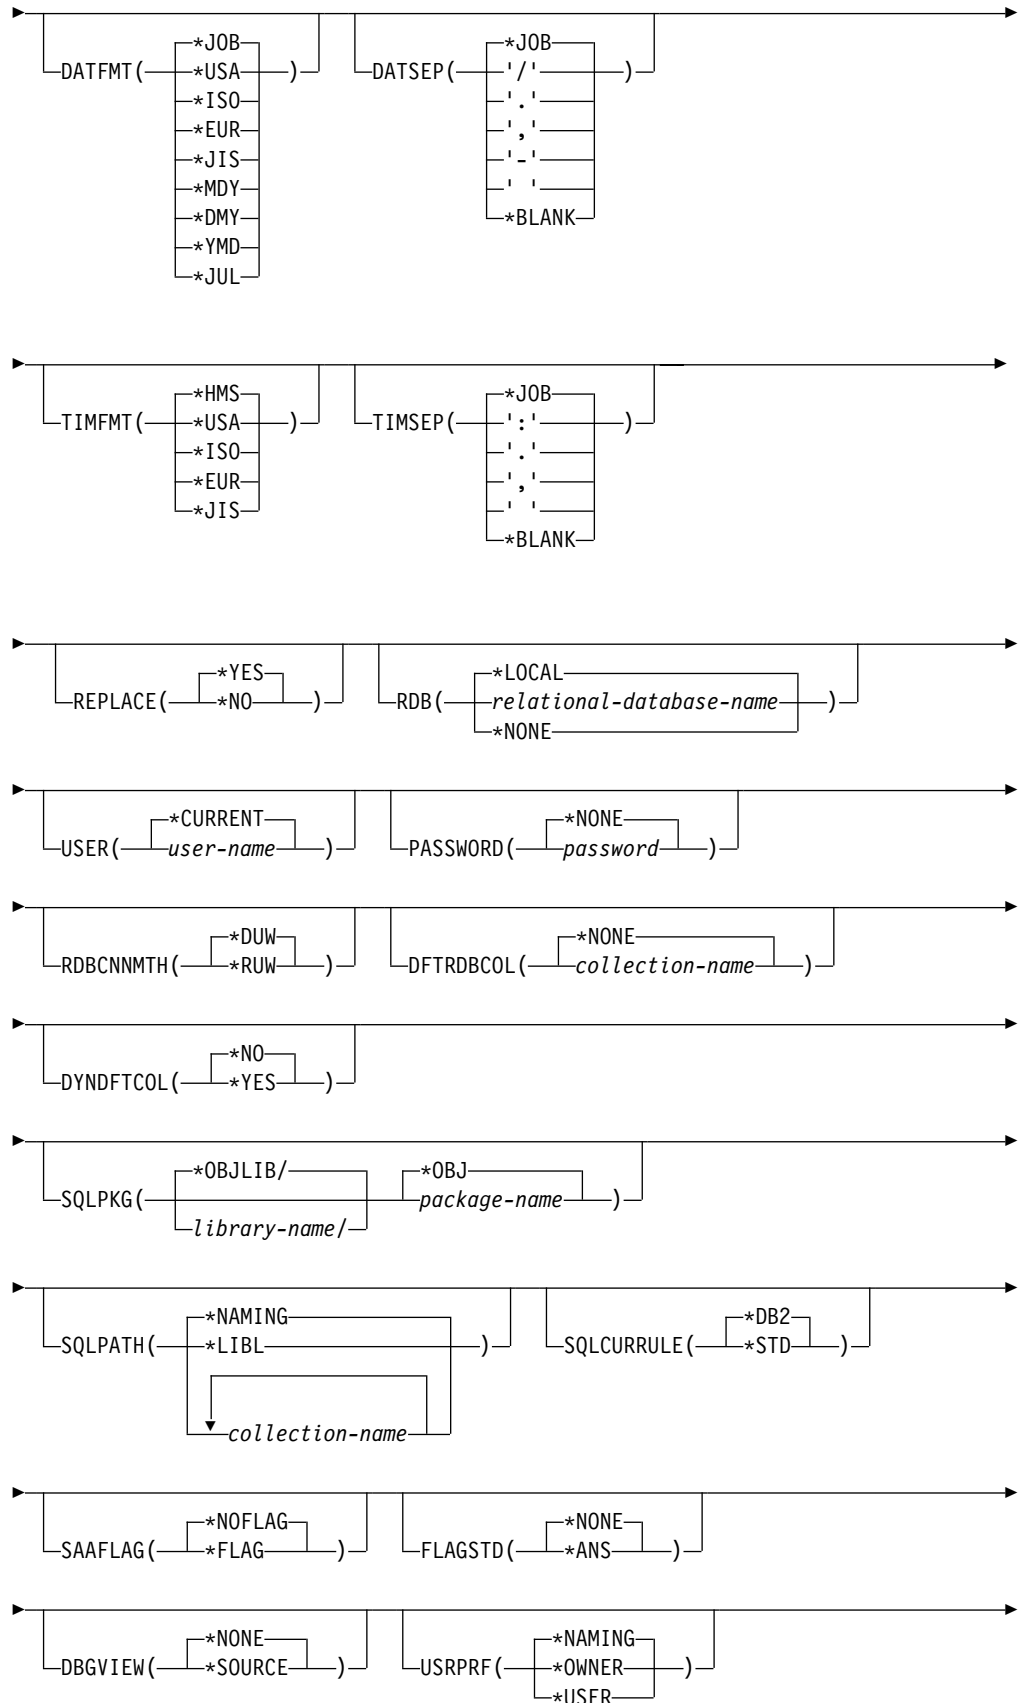 *JOB *JOB
DATFMT( *USA ) DATSEP( '/' )
*ISO '.'
*EUR ','
*JIS '-'
*MDY ' '
*DMY *BLANK
*YMD
*JUL
*HMS *JOB
TIMFMT( *USA ) TIMSEP( ':' )
*ISO '.'
*EUR ','
*JIS ' '
*BLANK
*YES *LOCAL
REPLACE( *NO ) RDB( relational-database-name )
*NONE
*CURRENT *NONE
USER( user-name ) PASSWORD( password )
*DUW *NONE
RDBCNNMTH( *RUW ) DFTRDBCOL( collection-name )
*NO
DYNDFTCOL( *YES )
*OBJLIB/ *OBJ
SQLPKG( package-name )
library-name/
*NAMING *DB2
SQLPATH( *LIBL ) SQLCURRULE( *STD )
collection-name
*NOFLAG *NONE
SAAFLAG( *FLAG ) FLAGSTD( *ANS )
*NONE *NAMING
DBGVIEW( *SOURCE ) USRPRF( *OWNER )
*USER